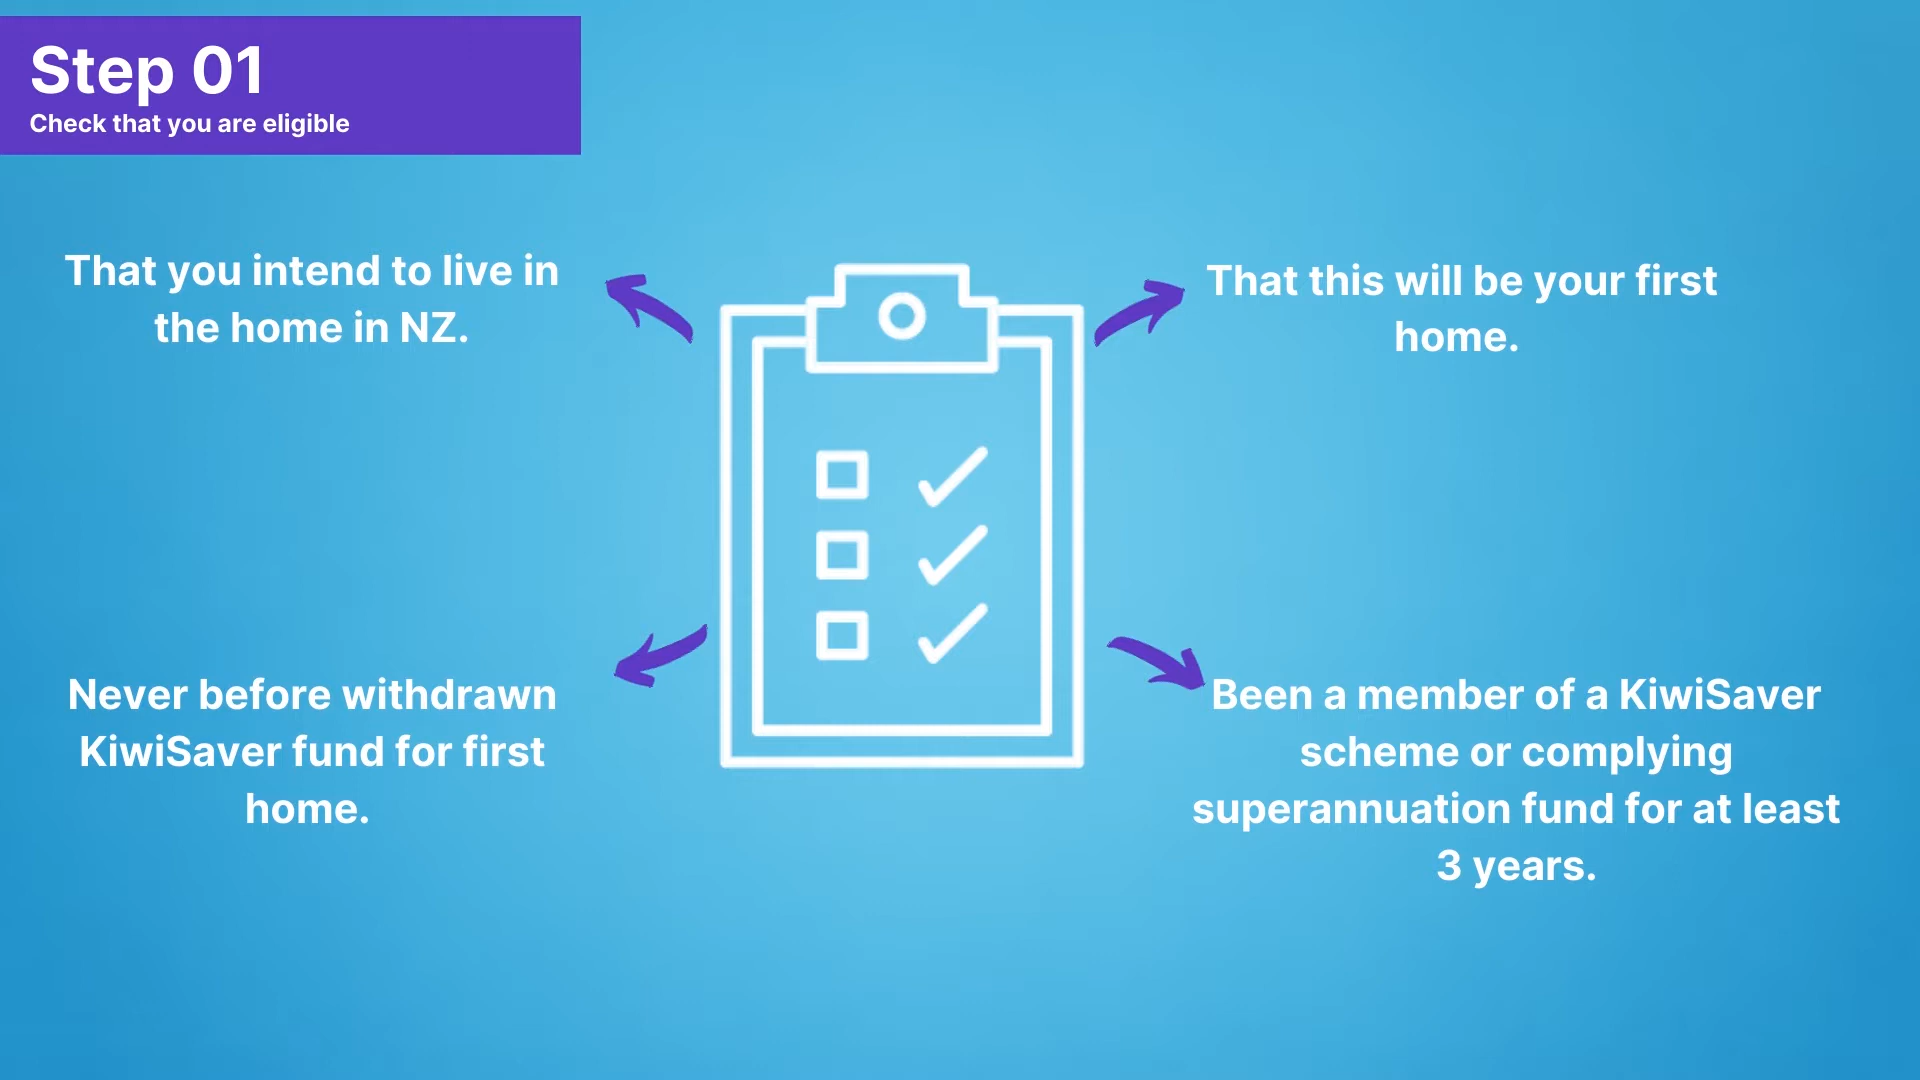 Step 01
Check that you are eligible
That you intend to live in
the home in NZ.
That this will be your first
home.
Never before withdrawn
KiwiSaver fund for first
home.
Been a member of a KiwiSaver
scheme or complying
superannuation fund for at least
3 years.